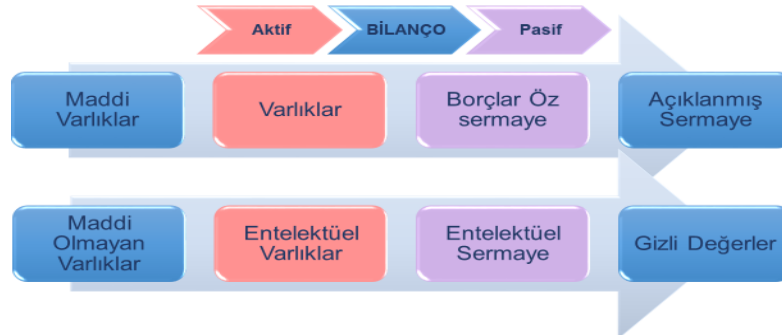 Aktif
BİLANÇO
Pasif
Maddi
Varlıklar
Varlıklar
Borçlar Öz
sermaye
Açıklanmış
Sermaye
Maddi
Olmayan
Varlıklar
Entelektüel
Varlıklar
Entelektüel
Sermaye
Gizli Değerler